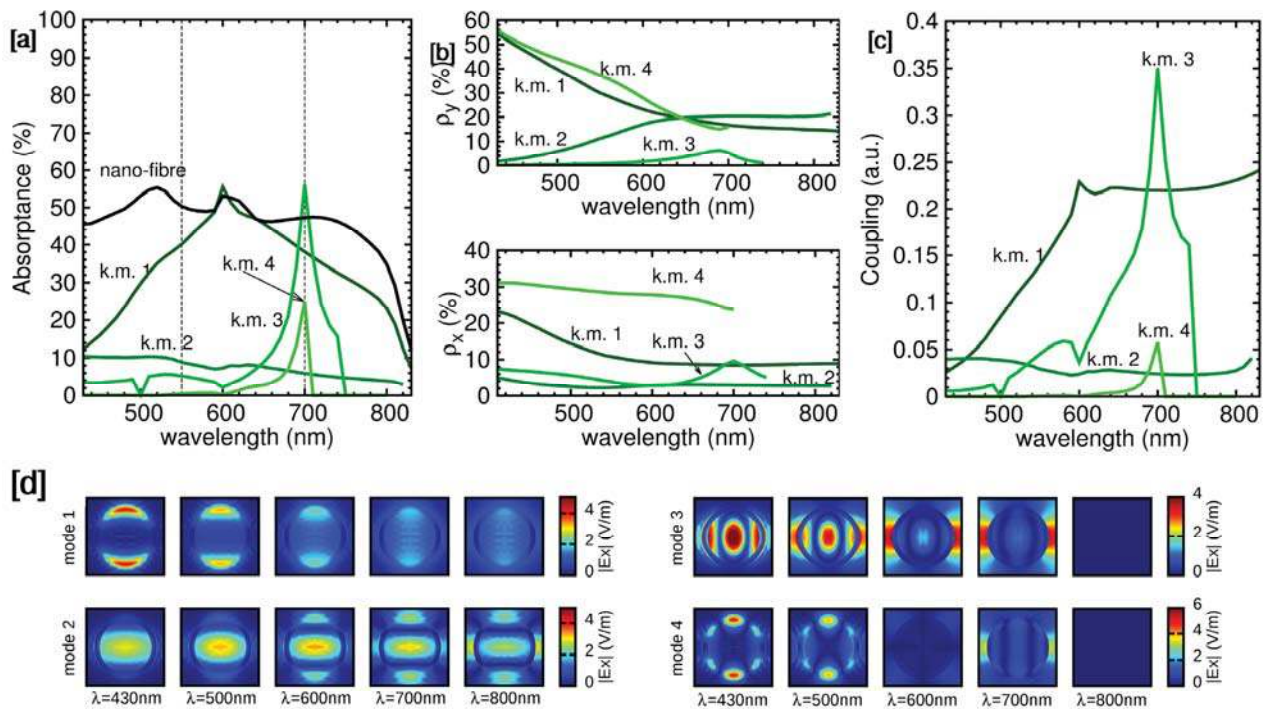 [a]
100
90
80
70
60
50
40
30
20
10
0
Absorptance (%)
nano-fibre
k.m. 1
k.m. 2
k.m. 3
k.m. 4
500 600 700 800
wavelength (nm)
[b]
60
50
40
30
20
10
0
ρy (%)
k.m. 4
k.m. 1
k.m. 2
k.m. 3
500 600 700 800
wavelength (nm)
40
30
20
10
0
ρx (%)
k.m. 4
k.m. 1
k.m. 3
k.m. 2
500 600 700 800
wavelength (nm)
[c]
0.4
0.35
0.3
0.25
0.2
0.15
0.1
0.05
0
Coupling (a.u.)
k.m. 3
k.m. 1
k.m. 4
k.m. 2
500 600 700 800
wavelength (nm)
[d]
mode 1
4
2
0
|Ex| (V/m)
mode 2
4
2
0
|Ex| (V/m)
λ=430nm λ=500nm λ=600nm λ=700nm λ=800nm
mode 3
4
2
0
|Ex| (V/m)
mode 4
6
4
2
0
|Ex| (V/m)
λ=430nm λ=500nm λ=600nm λ=700nm λ=800nm